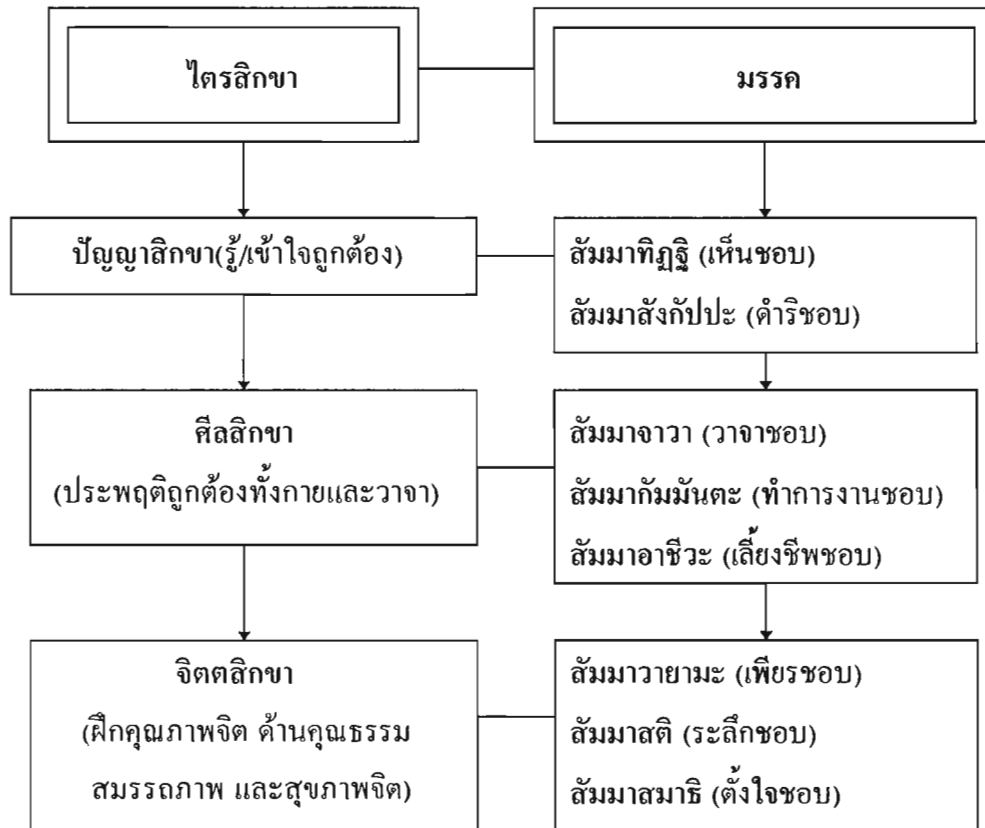 ไตรสิกขา
มรรค
ปัญญาสิกขา(รู้/เข้าใจถูกต้อง)
สัมมาทิฏฐิ (เห็นชอบ)
สัมมาสังกัปปะ (ดำริชอบ)
ศีลสิกขา
(ประพฤติถูกต้องทั้งกายและวาจา)
สัมมาจาวา (วาจาชอบ)
สัมมากัมมันตะ (ทำการงานชอบ)
สัมมาอาชีวะ (เลี้ยงชีพชอบ)
จิตตสิกขา
(ฝึกคุณภาพจิต ด้านคุณธรรม
สมรรถภาพ และสุขภาพจิต)
สัมมาวายามะ (เพียรชอบ)
สัมมาสติ (ระลึกชอบ)
สัมมาสมาธิ (ตั้งใจชอบ)